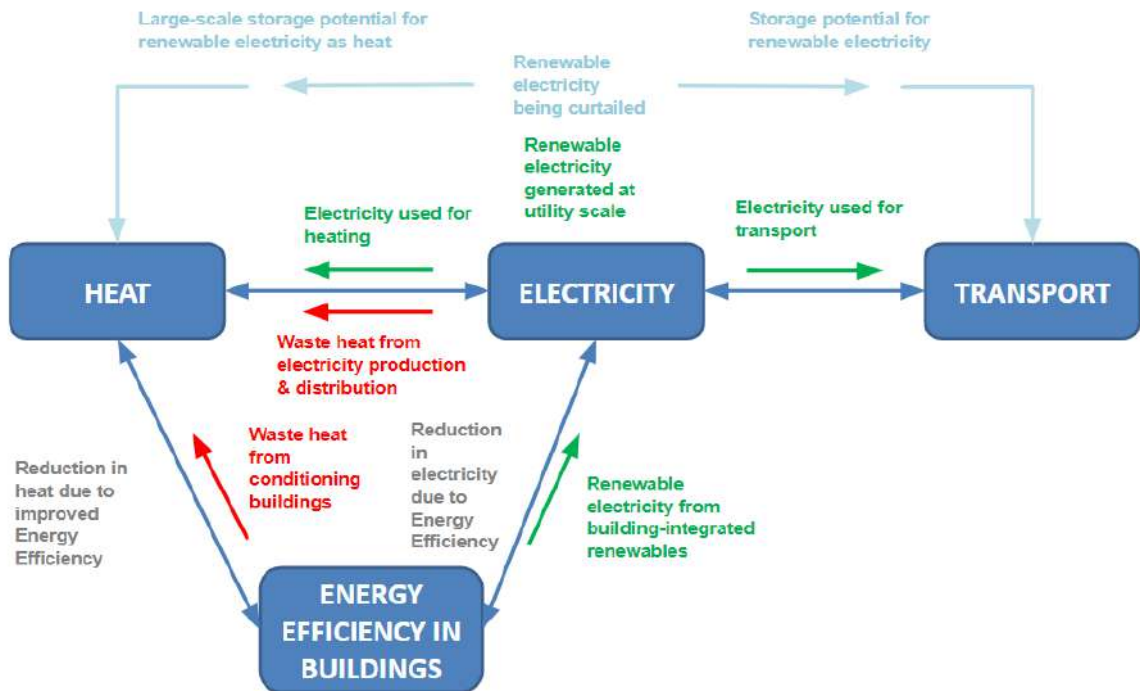 Large-scale storage potential for
renewable electricity as heat
Storage potential for
renewable electricity
Renewable
electricity
being curtailed
Renewable
electricity
generated at
utility scale
Electricity used for
heating
Electricity used for
transport
HEAT
ELECTRICITY
TRANSPORT
Waste heat from
electricity production
& distribution
Waste heat
from
conditioning
buildings
Reduction
in
electricity
due to
Energy
Efficiency
Reduction in
heat due to
improved
Energy
Efficiency
Renewable
electricity from
building-integrated
renewables
ENERGY
EFFICIENCY IN
BUILDINGS